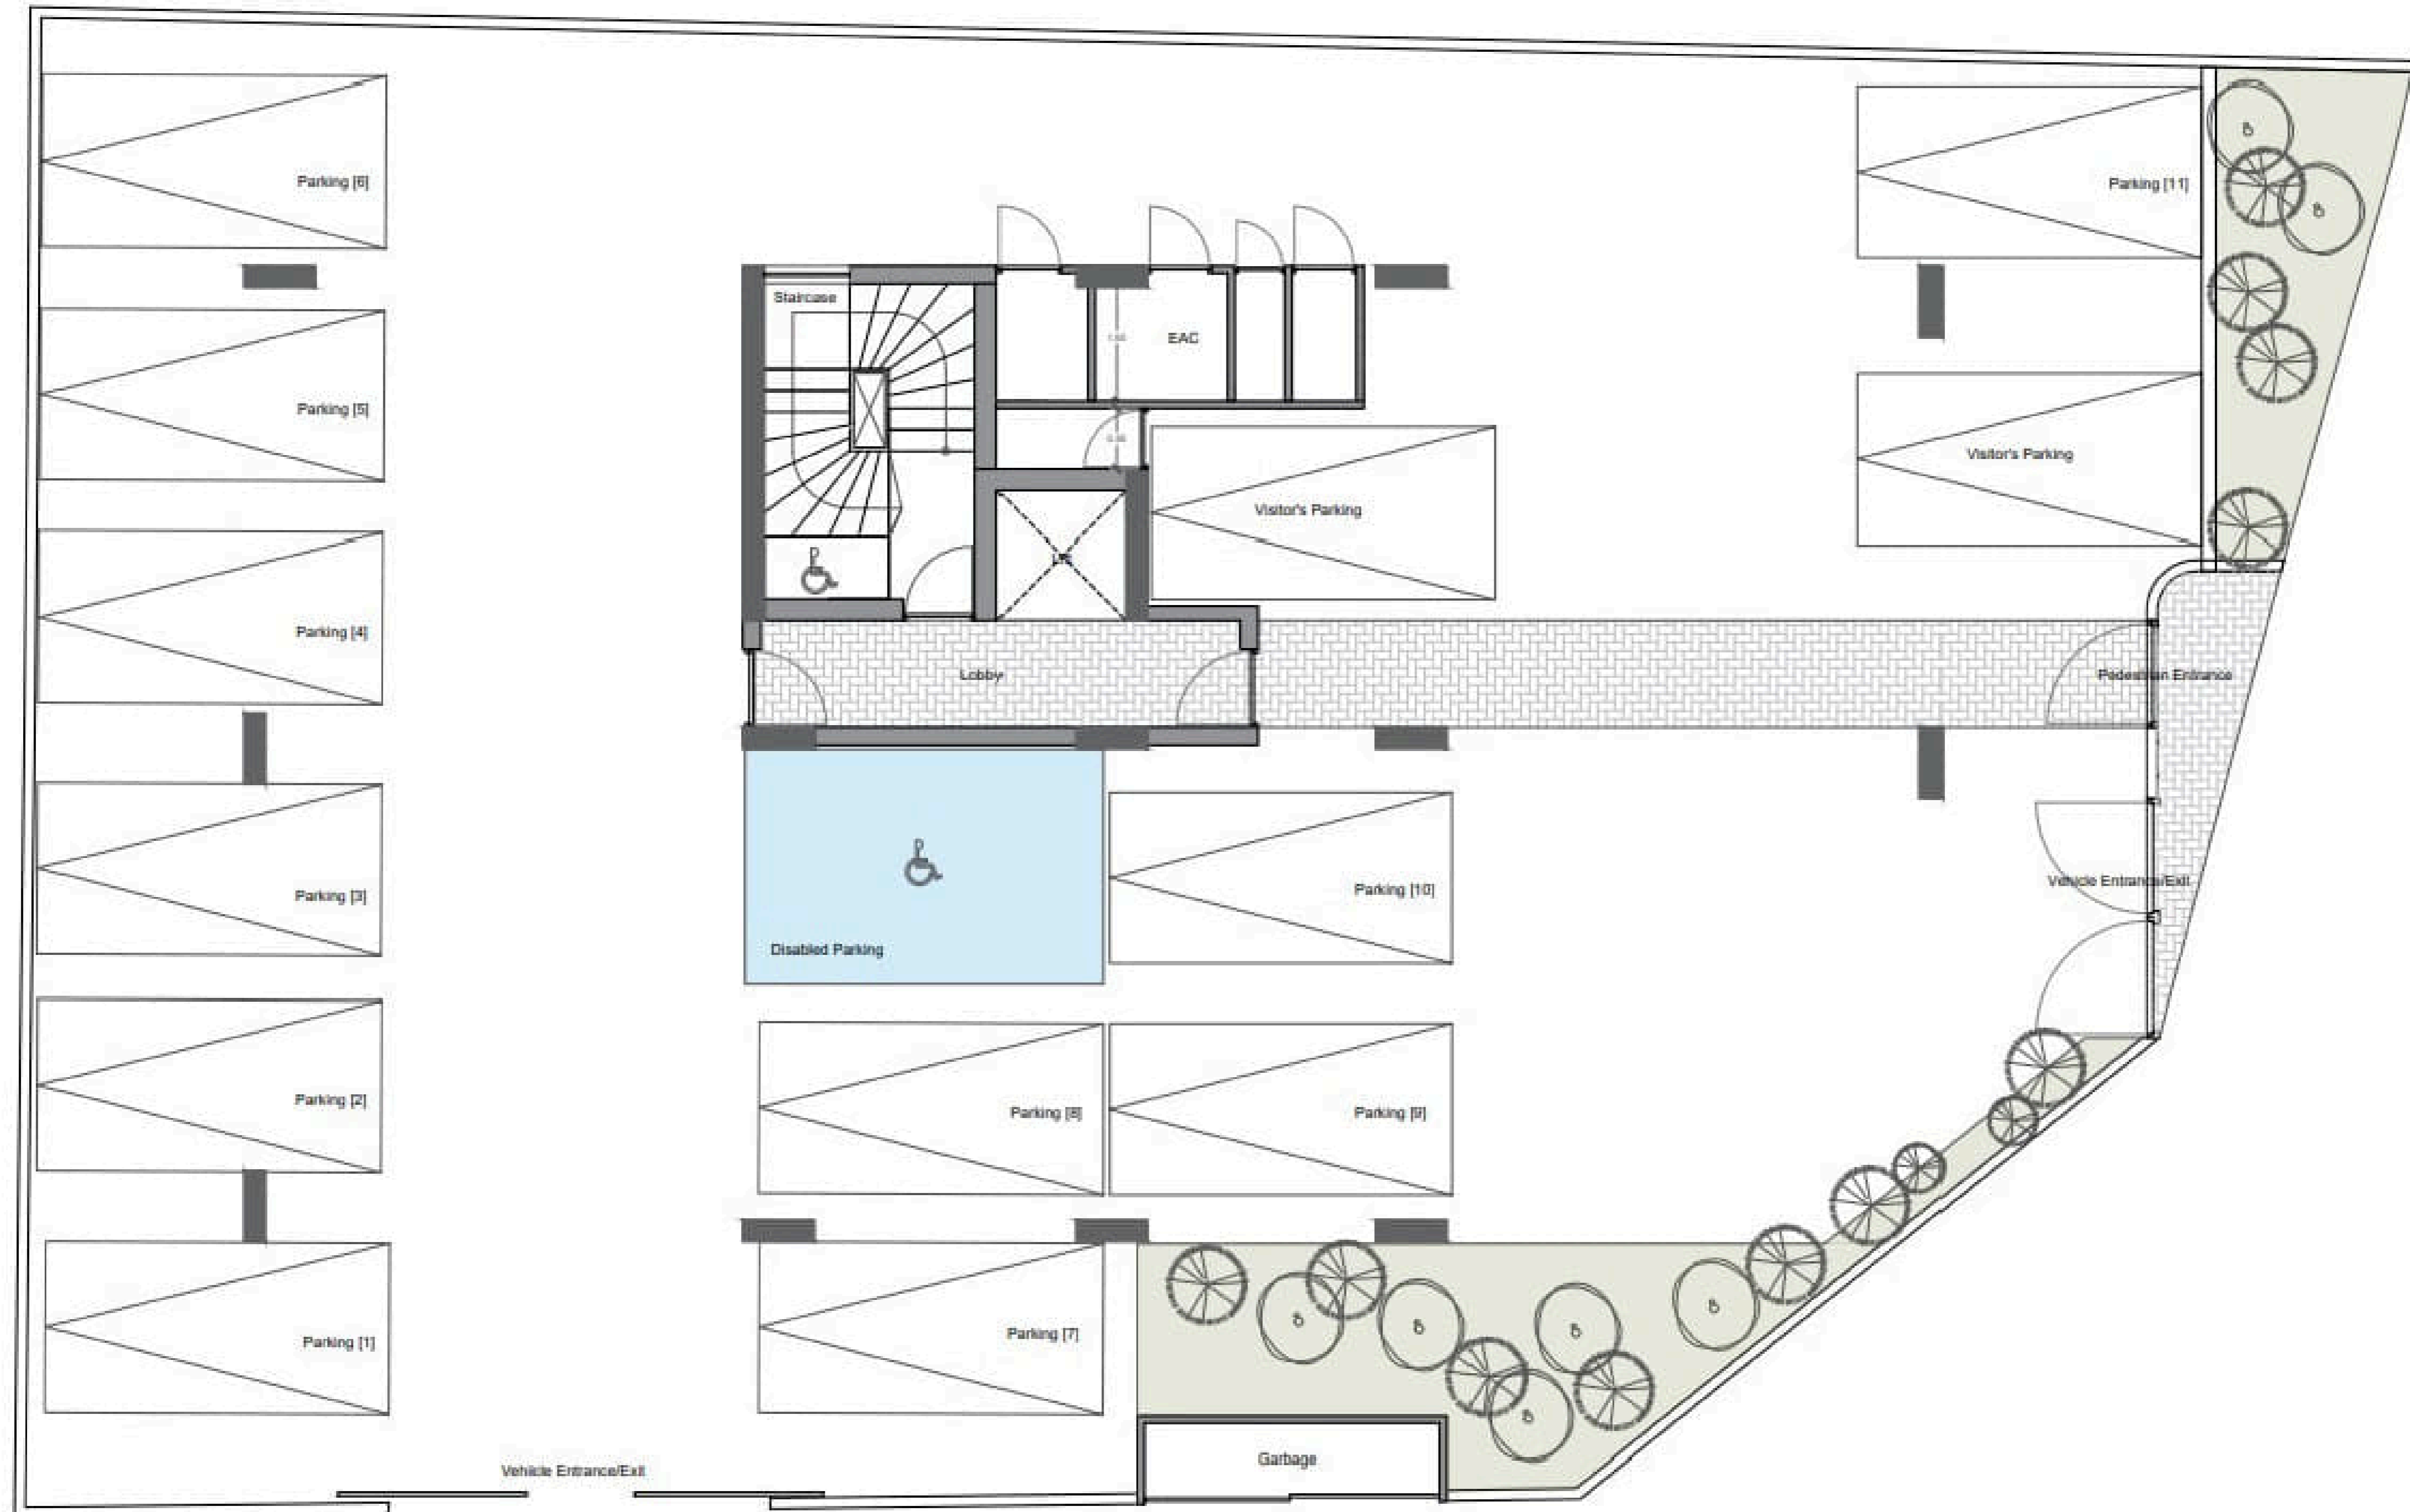 Parking [6]
Parking [11]
Staircase
EAC
Parking [5]
Visitor's Parking
Visitor's Parking
Parking [4]
Lobby
Pedestrian Entrance
Vehicle Entrance/Exit
Parking [3]
Parking [10]
Disabled Parking
Parking [2]
Parking [8]
Parking [9]
Parking [1]
Parking [7]
Garbage
Vehicle Entrance/Exit